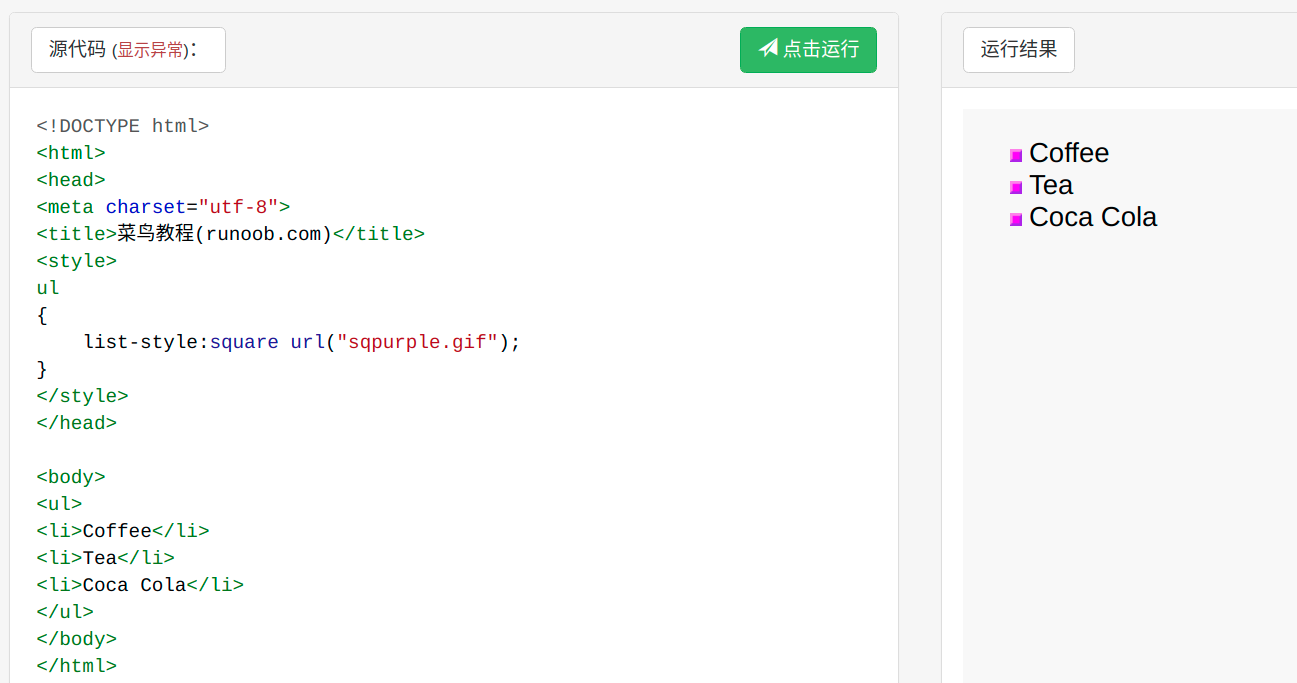 源代码 (显示异常)：
点击运行
<!DOCTYPE html>
<html>
<head>
<meta charset="utf-8">
<title>菜鸟教程(runoob.com)</title>
<style>
ul
{
    list-style:square url("sqpurple.gif");
}
</style>
</head>

<body>
<ul>
<li>Coffee</li>
<li>Tea</li>
<li>Coca Cola</li>
</ul>
</body>
</html>
运行结果
Coffee
Tea
Coca Cola